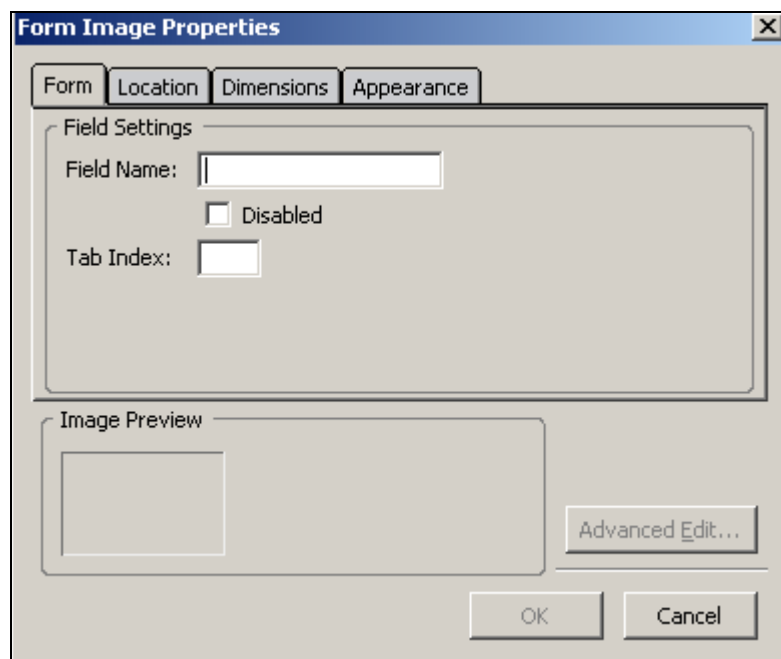 Form Image Properties
Form Location Dimensions Appearance
Field Settings
Field Name:
Disabled
Tab Index:
Image Preview
Advanced Edit...
OK Cancel